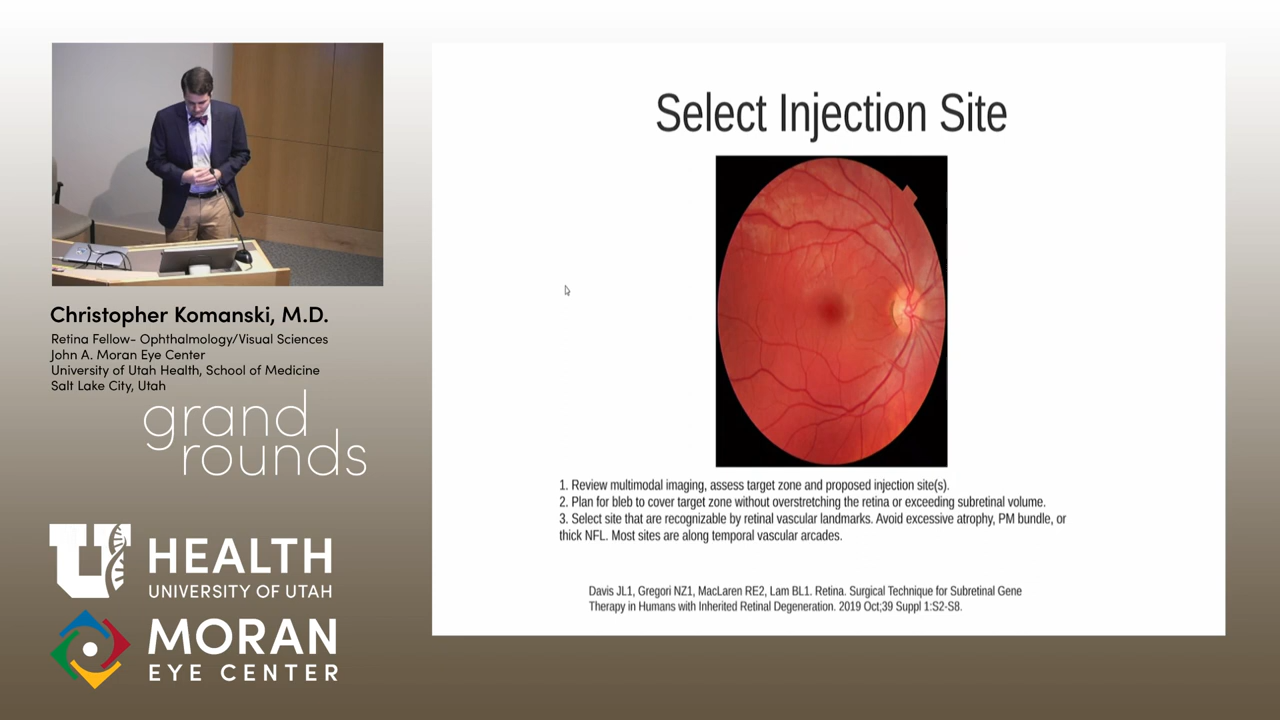 Select Injection Site
1. Review multimodal imaging, assess target zone and proposed injection site(s).
2. Plan for bleb to cover target zone without overstretching the retina or exceeding subretinal volume.
3. Select site that are recognizable by retinal vascular landmarks. Avoid excessive atrophy, PM bundle, or
thick NFL. Most sites are along temporal vascular arcades.
Davis JL1, Gregori NZ1, MacLaren RE2, Lam BL1. Retina. Surgical Technique for Subretinal Gene
Therapy in Humans with Inherited Retinal Degeneration. 2019 Oct;39 Suppl 1:S2-S8.
Christopher Komanski, M.D.
Retina Fellow- Ophthalmology/Visual Sciences
John A. Moran Eye Center
University of Utah Health, School of Medicine
Salt Lake City, Utah
grand
rounds
U HEALTH
UNIVERSITY OF UTAH
MORAN
EYE CENTER